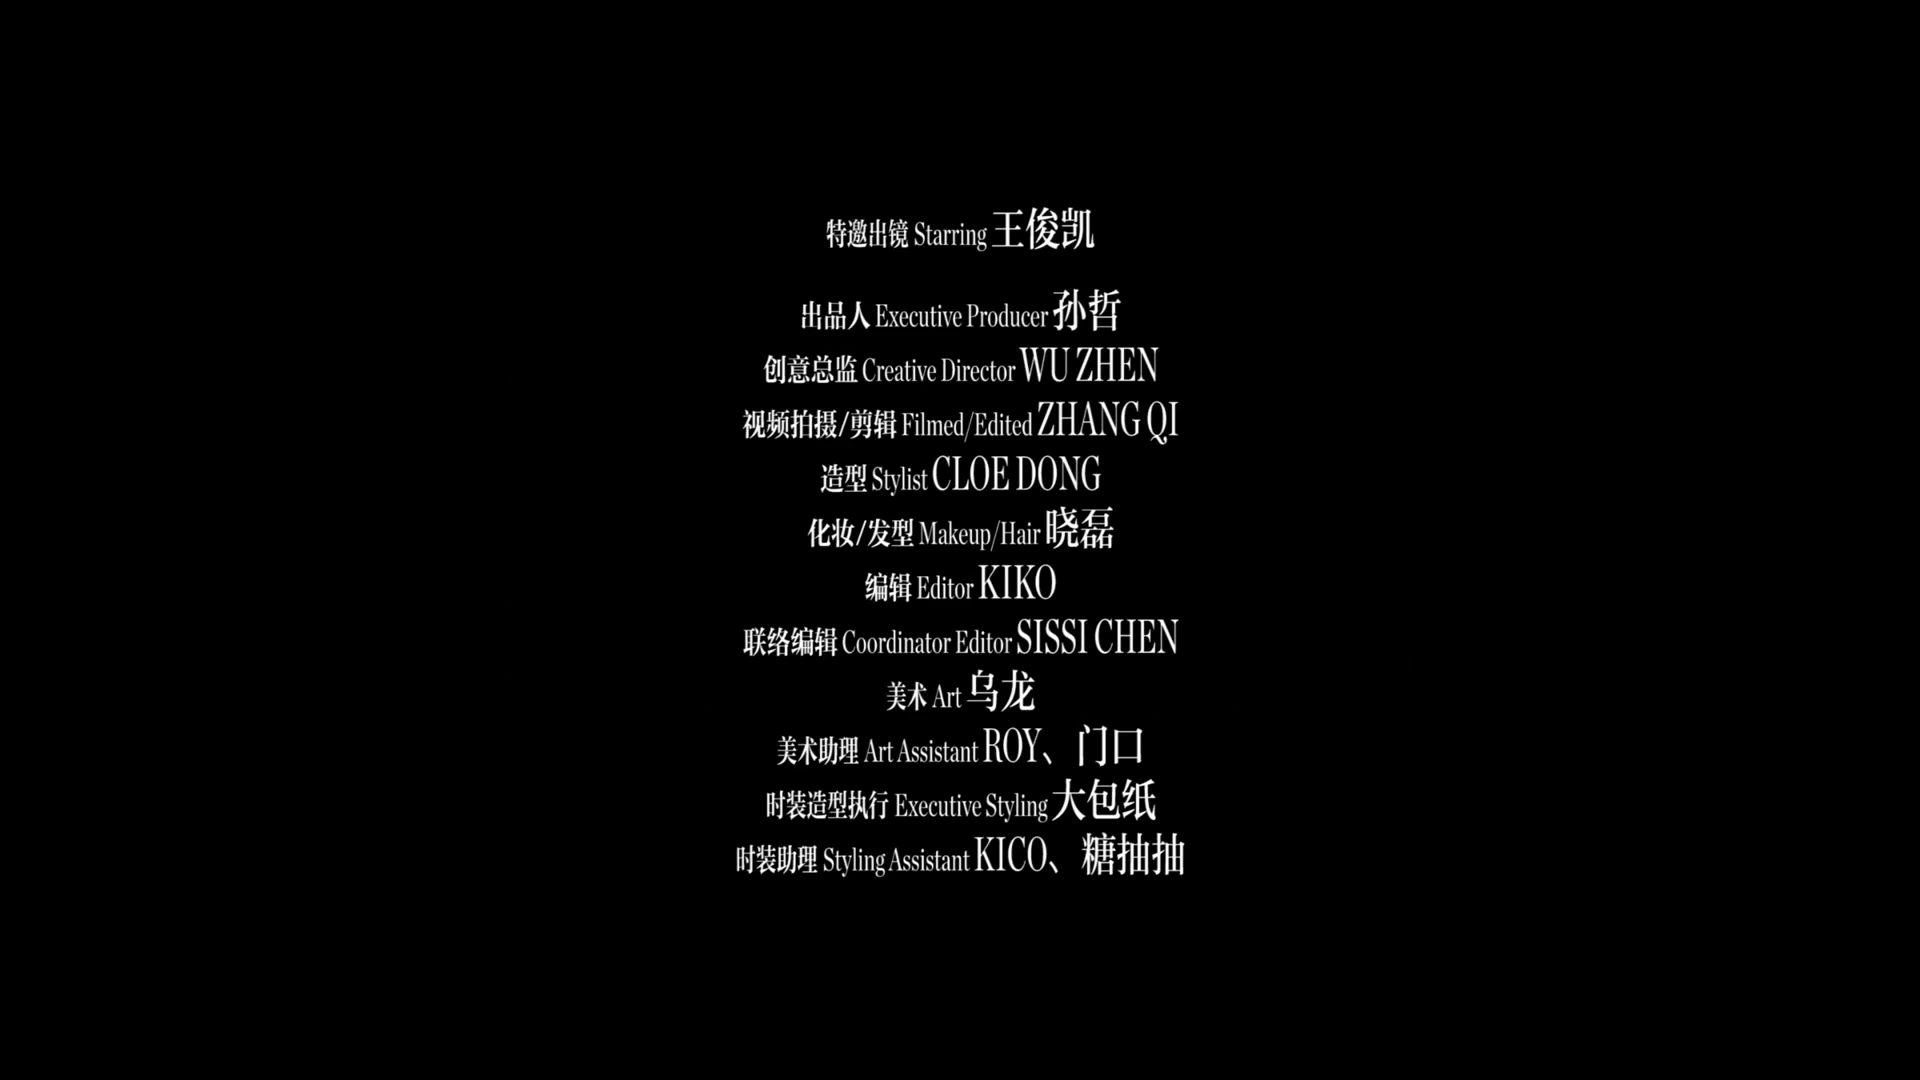 特邀出镜 Starring 王俊凯
出品人 Executive Producer 孙哲
创意总监 Creative Director WU ZHEN
视频拍摄/剪辑 Filmed/Edited ZHANG QI
造型 Stylist CLOE DONG
化妆/发型 Makeup/Hair 晓磊
编辑 Editor KIKO
联络编辑 Coordinator Editor SISSI CHEN
美术 Art 乌龙
美术助理 Art Assistant ROY、门口
时装造型执行 Executive Styling 大包纸
时装助理 Styling Assistant KICO、糖抽抽